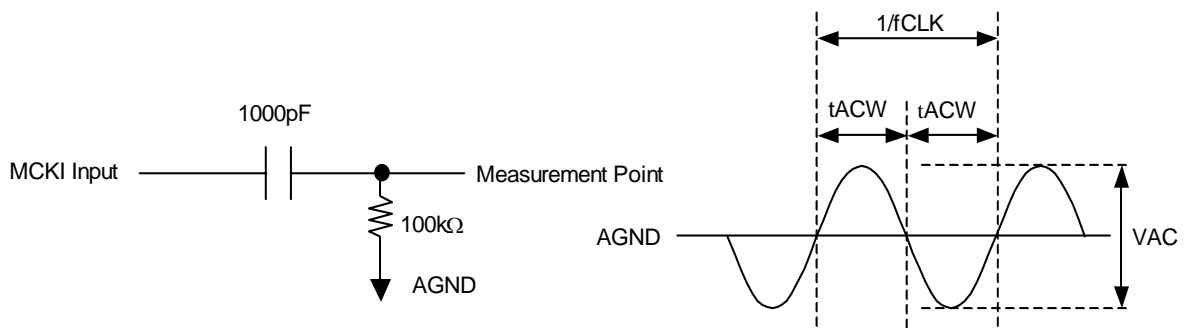 1/fCLK
1000pF
tACW
tACW
MCKI Input
Measurement Point
100kΩ
AGND
AGND
VAC